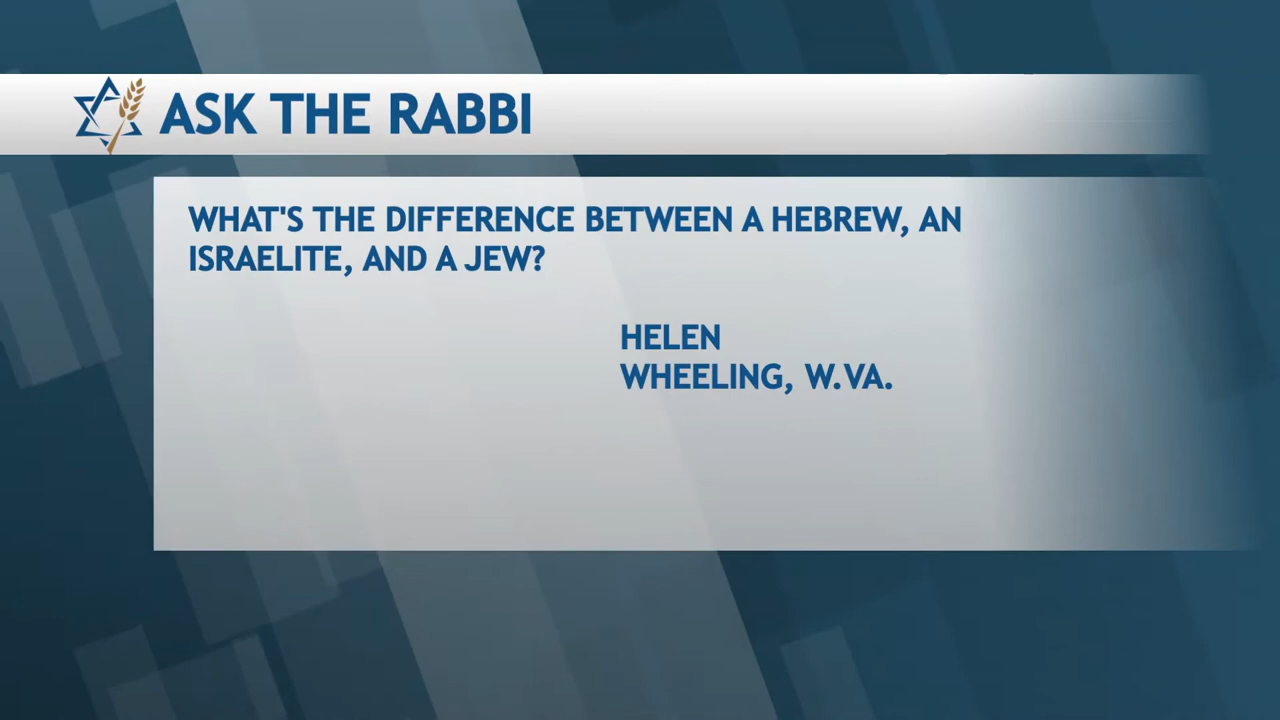 ASK THE RABBI
WHAT'S THE DIFFERENCE BETWEEN A HEBREW, AN
ISRAELITE, AND A JEW?
HELEN
WHEELING, W.VA.